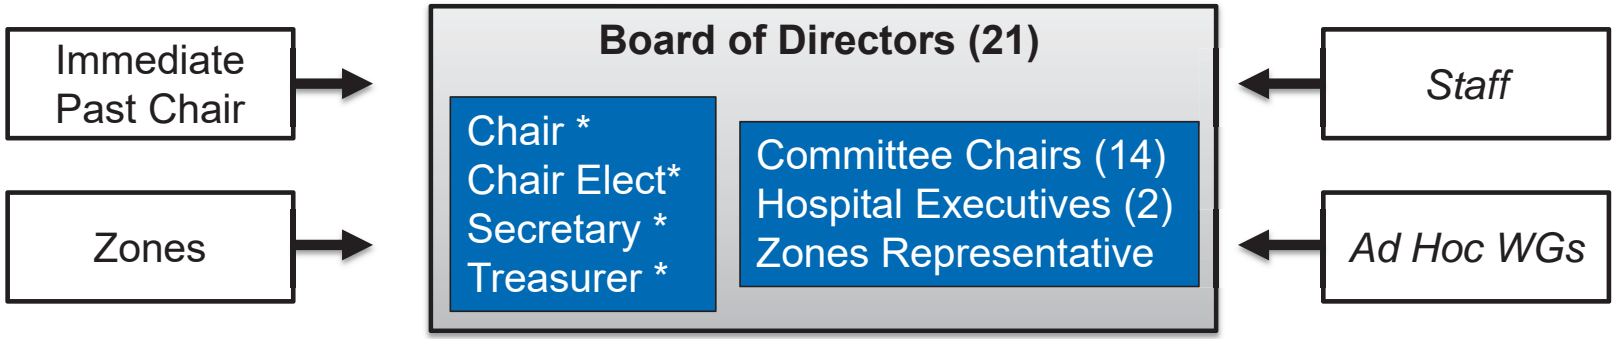 Immediate
Past Chair
Zones
Board of Directors (21)
Chair *
Chair Elect*
Secretary *
Treasurer *
Committee Chairs (14)
Hospital Executives (2)
Zones Representative
Staff
Ad Hoc WGs